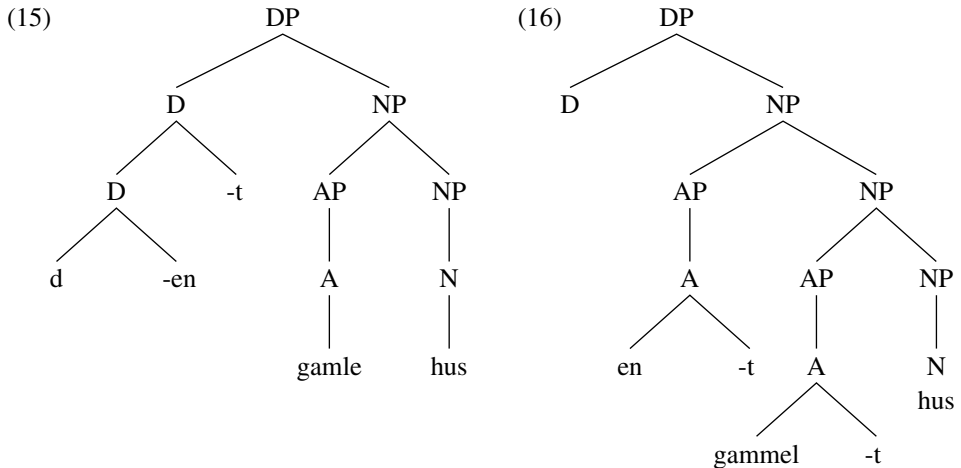 (15) DP (16) DP
D NP D NP
D -t AP NP AP NP
d -en A N A AP NP
gamle hus en -t A N
hus
gammel -t